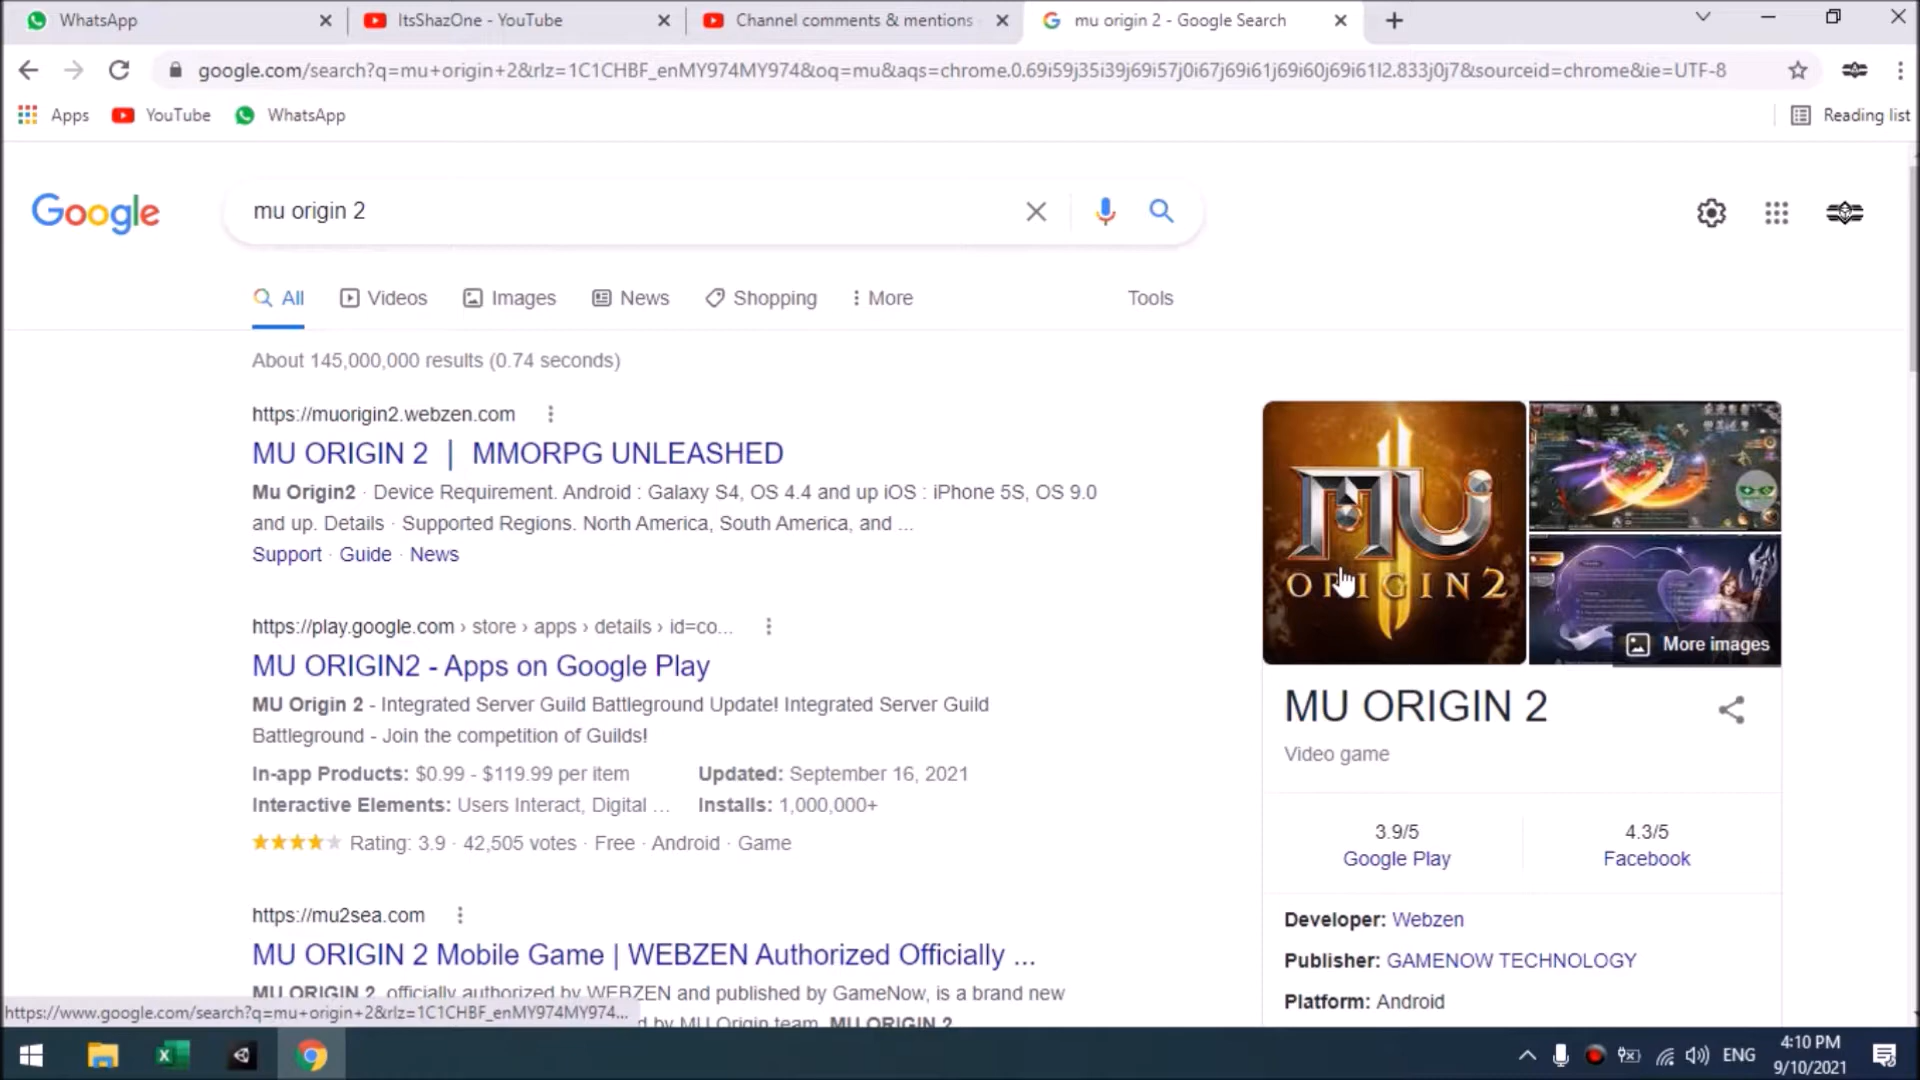 WhatsApp
ItsShazOne - YouTube
Channel comments & mentions
mu origin 2 - Google Search
google.com/search?q=mu+origin+2&rlz=1C1CHBF_enMY974MY974&oq=mu&aqs=chrome.0.69i59j35i39j69i57j0i67j69i61j69i60j69i61l2.833j0j7&sourceid=chrome&ie=UTF-8
Apps
YouTube
WhatsApp
Reading list
Google
mu origin 2
All
Videos
Images
News
Shopping
More
Tools
About 145,000,000 results (0.74 seconds)
https://muorigin2.webzen.com
MU ORIGIN 2 | MMORPG UNLEASHED
Mu Origin2 · Device Requirement. Android : Galaxy S4, OS 4.4 and up iOS : iPhone 5S, OS 9.0
and up. Details · Supported Regions. North America, South America, and ...
Support · Guide · News
https://play.google.com › store › apps › details › id=co...
MU ORIGIN2 - Apps on Google Play
MU Origin 2 - Integrated Server Guild Battleground Update! Integrated Server Guild
Battleground - Join the competition of Guilds!
In-app Products: $0.99 - $119.99 per item
Updated: September 16, 2021
Interactive Elements: Users Interact, Digital ...
Installs: 1,000,000+
Rating: 3.9 · 42,505 votes · Free · Android · Game
https://mu2sea.com
MU ORIGIN 2 Mobile Game | WEBZEN Authorized Officially ...
MU ORIGIN 2, officially authorized by WEBZEN and published by GameNow, is a brand new
d by MU Origin team. MU ORIGIN 2
https://www.google.com/search?q=mu+origin+2&rlz=1C1CHBF_enMY974MY974...
MU
ORIGIN 2
More images
MU ORIGIN 2
Video game
3.9/5
Google Play
4.3/5
Facebook
Developer: Webzen
Publisher: GAMENOW TECHNOLOGY
Platform: Android
ENG
4:10 PM
9/10/2021